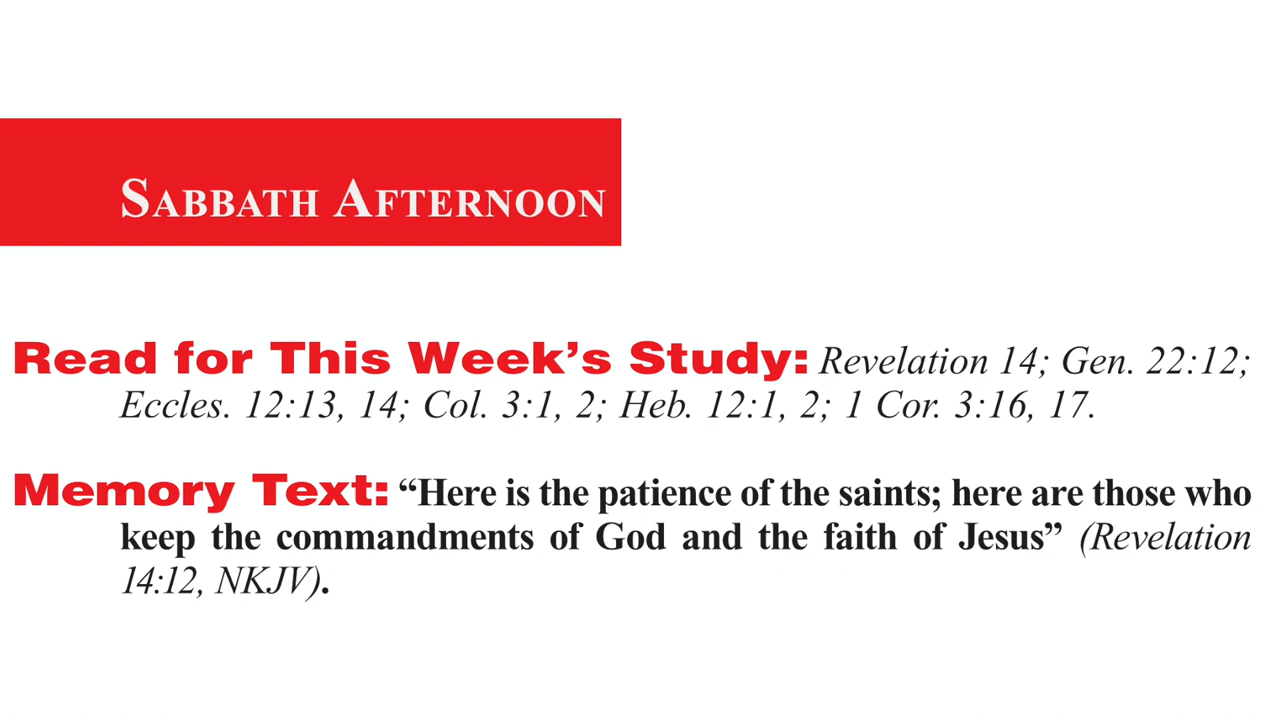 SABBATH AFTERNOON
Read for This Week’s Study: Revelation 14; Gen. 22:12;
Eccles. 12:13, 14; Col. 3:1, 2; Heb. 12:1, 2; 1 Cor. 3:16, 17.
Memory Text: “Here is the patience of the saints; here are those who
keep the commandments of God and the faith of Jesus” (Revelation
14:12, NKJV).